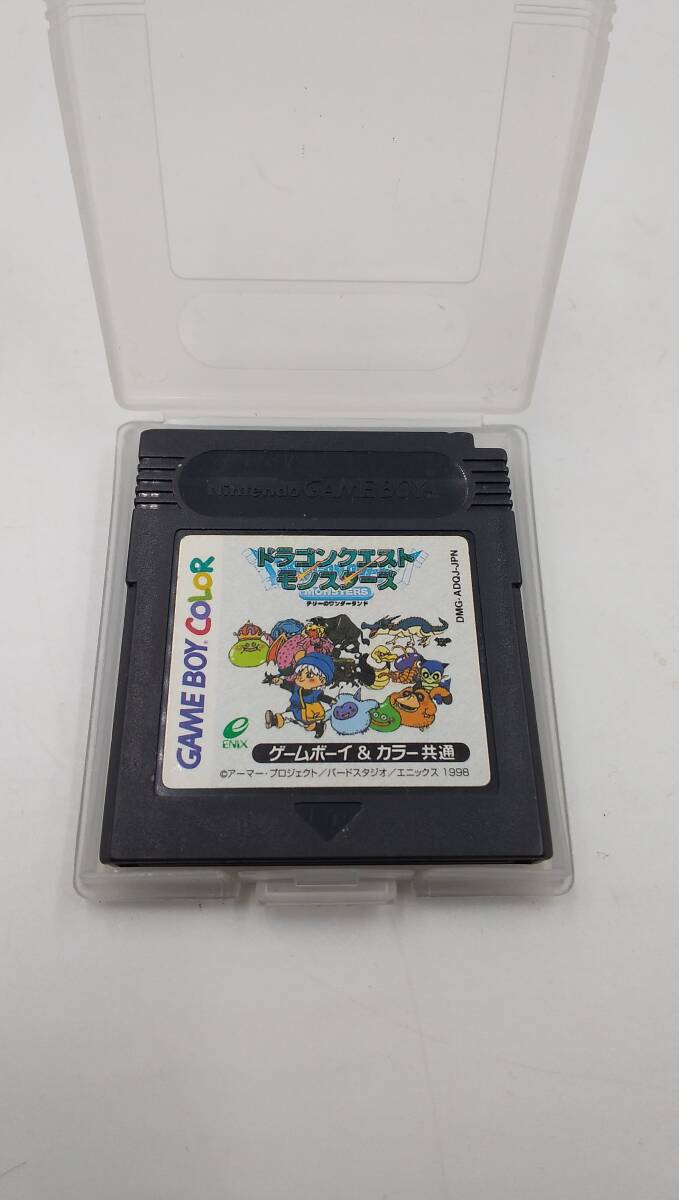 Nintendo GAME BOY
ドラゴンクエスト
モンスターズ
MONSTERS
テリーのワンダーランド
DMG-ADQJ-JPN
GAME BOY COLOR
ENIX
ゲームボーイ & カラー共通
©アーマー・プロジェクト／バードスタジオ／エニックス 1998